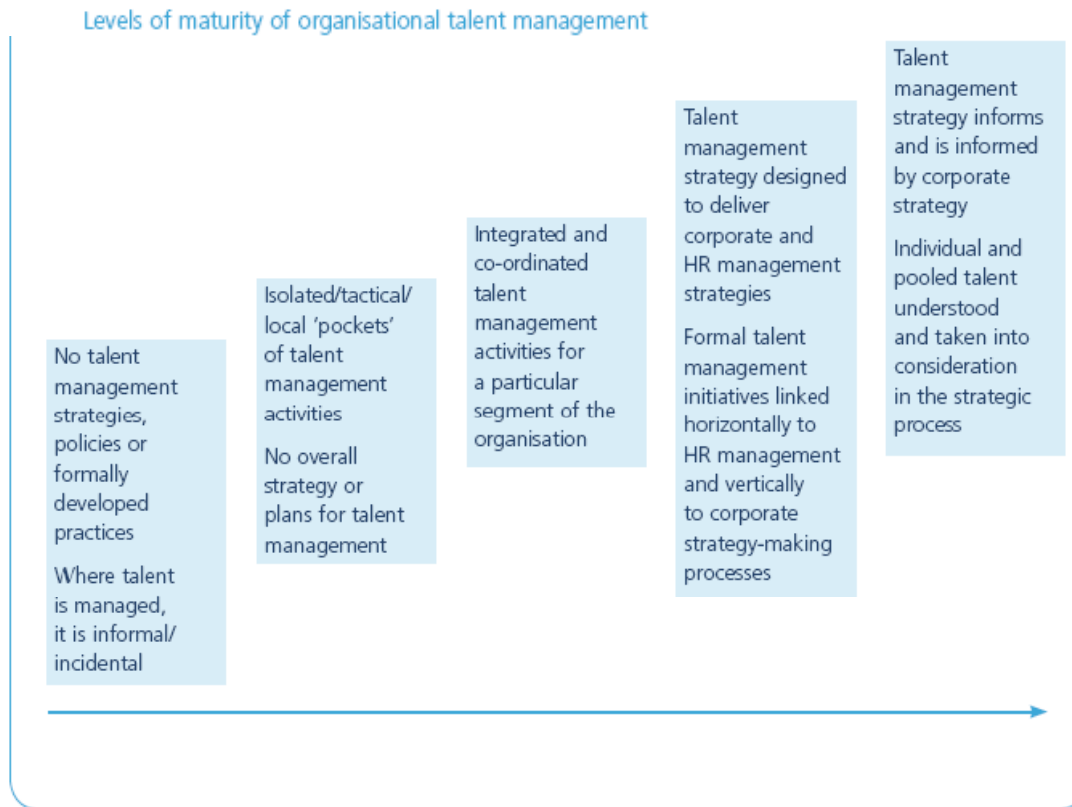 Levels of maturity of organisational talent management
No talent
management
strategies,
policies or
formally
developed
practices
Where talent
is managed,
it is informal/
incidental
Isolated/tactical/
local ‘pockets’
of talent
management
activities
No overall
strategy or
plans for talent
management
Integrated and
co-ordinated
talent
management
activities for
a particular
segment of the
organisation
Talent
management
strategy designed
to deliver
corporate and
HR management
strategies
Formal talent
management
initiatives linked
horizontally to
HR management
and vertically
to corporate
strategy-making
processes
Talent
management
strategy informs
and is informed
by corporate
strategy
Individual and
pooled talent
understood
and taken into
consideration
in the strategic
process